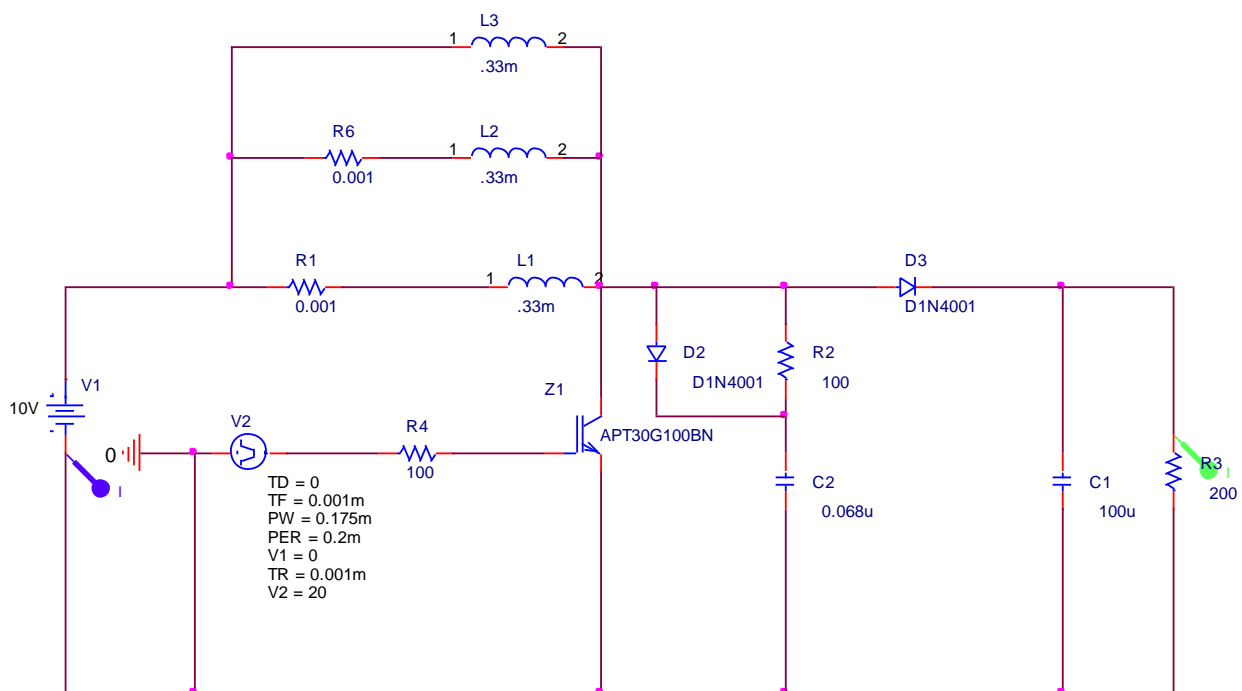 L3
1 2
.33m
R6
L2
1 2
0.001
.33m
R1
L1
1 2
0.001
.33m
D3
D1N4001
D2
D1N4001
R2
100
V1
10V
Z1
APT30G100BN
V2
R4
100
0
I
TD = 0
TF = 0.001m
PW = 0.175m
PER = 0.2m
V1 = 0
TR = 0.001m
V2 = 20
C2
0.068u
C1
100u
R3
I
200